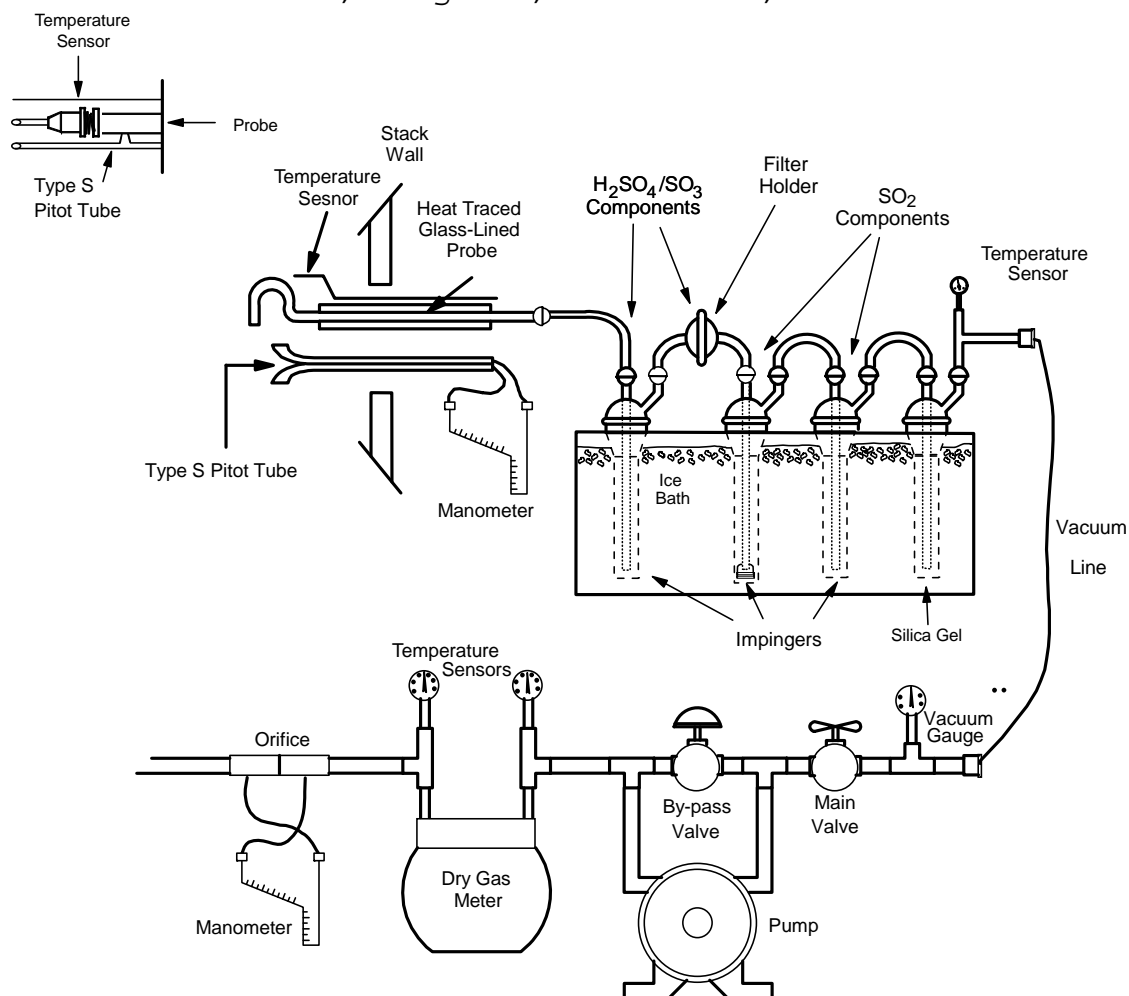 Temperature
Sensor
Probe
Type S
Pitot Tube
Stack
Wall
Temperature
Sesnor
Heat Traced
Glass-Lined
Probe
H2SO4/SO3
Components
Filter
Holder
SO2
Components
Temperature
Sensor
Type S Pitot Tube
Manometer
Ice
Bath
Impingers
Silica Gel
Vacuum
Line
Temperature
Sensors
Orifice
Vacuum
Gauge
By-pass
Valve
Main
Valve
Dry Gas
Meter
Manometer
Pump